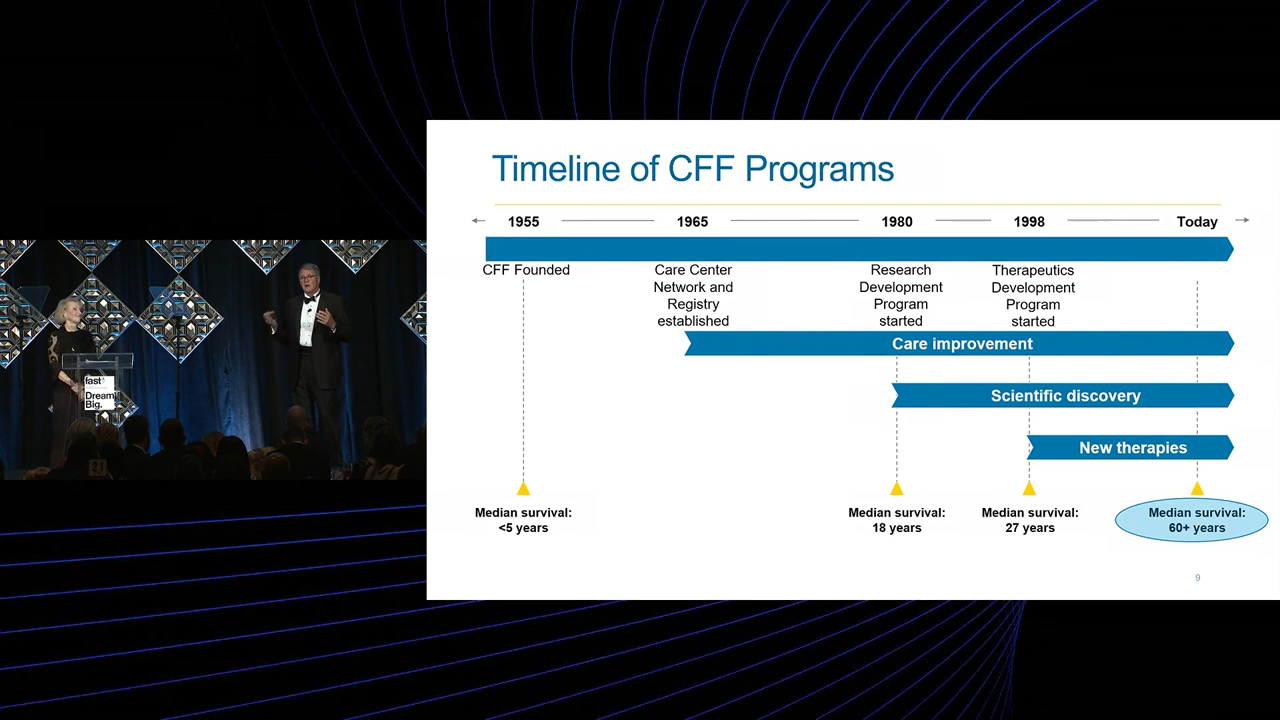 Timeline of CFF Programs
1955
1965
1980
1998
Today
CFF Founded
Care Center
Network and
Registry
established
Research
Development
Program
started
Therapeutics
Development
Program
started
Care improvement
Scientific discovery
New therapies
Median survival:
<5 years
Median survival:
18 years
Median survival:
27 years
Median survival:
60+ years
9
fast
Dream
Big.
21